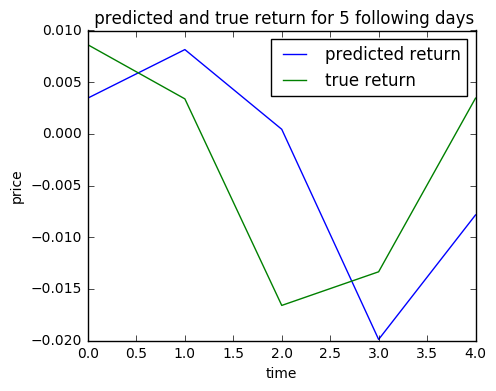 predicted and true return for 5 following days
predicted return
true return
0.010
0.005
0.000
−0.005
−0.010
−0.015
−0.020
price
0.0 0.5 1.0 1.5 2.0 2.5 3.0 3.5 4.0
time